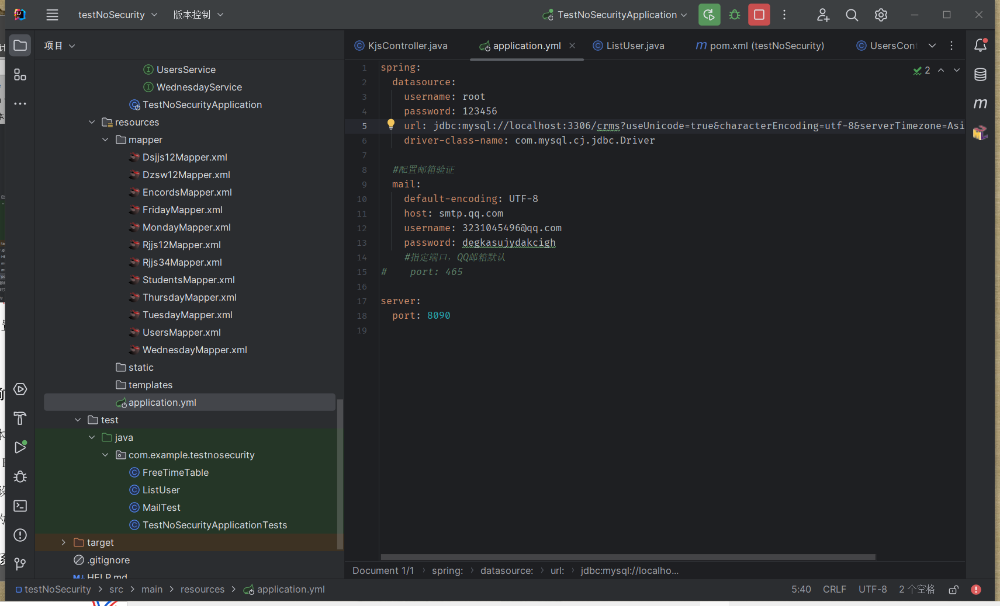 testNoSecurity
版本控制
TestNoSecurityApplication
项目
KjsController.java
application.yml
ListUser.java
pom.xml (testNoSecurity)
UsersCon
UsersService
WednesdayService
TestNoSecurityApplication
resources
mapper
Dsjjs12Mapper.xml
Dzsw12Mapper.xml
EncordsMapper.xml
FridayMapper.xml
MondayMapper.xml
Rjjs12Mapper.xml
Rjjs34Mapper.xml
StudentsMapper.xml
ThursdayMapper.xml
TuesdayMapper.xml
UsersMapper.xml
WednesdayMapper.xml
static
templates
application.yml
test
java
com.example.testnosecurity
FreeTimeTable
ListUser
MailTest
TestNoSecurityApplicationTests
target
.gitignore
HELP.md
1 spring:
2 datasource:
3 username: root
4 password: 123456
5 url: jdbc:mysql://localhost:3306/crms?useUnicode=true&characterEncoding=utf-8&serverTimezone=Asi
6 driver-class-name: com.mysql.cj.jdbc.Driver
7
8 #配置邮箱验证
9 mail:
10 default-encoding: UTF-8
11 host: smtp.qq.com
12 username: 3231045496@qq.com
13 password: degkasujydakcigh
14 #指定端口，QQ邮箱默认
15 # port: 465
16
17 server:
18 port: 8090
19
2
Document 1/1 › spring: › datasource: › url: › jdbc:mysql://localho...
testNoSecurity > src > main > resources > application.yml
5:40 CRLF UTF-8 2 个空格